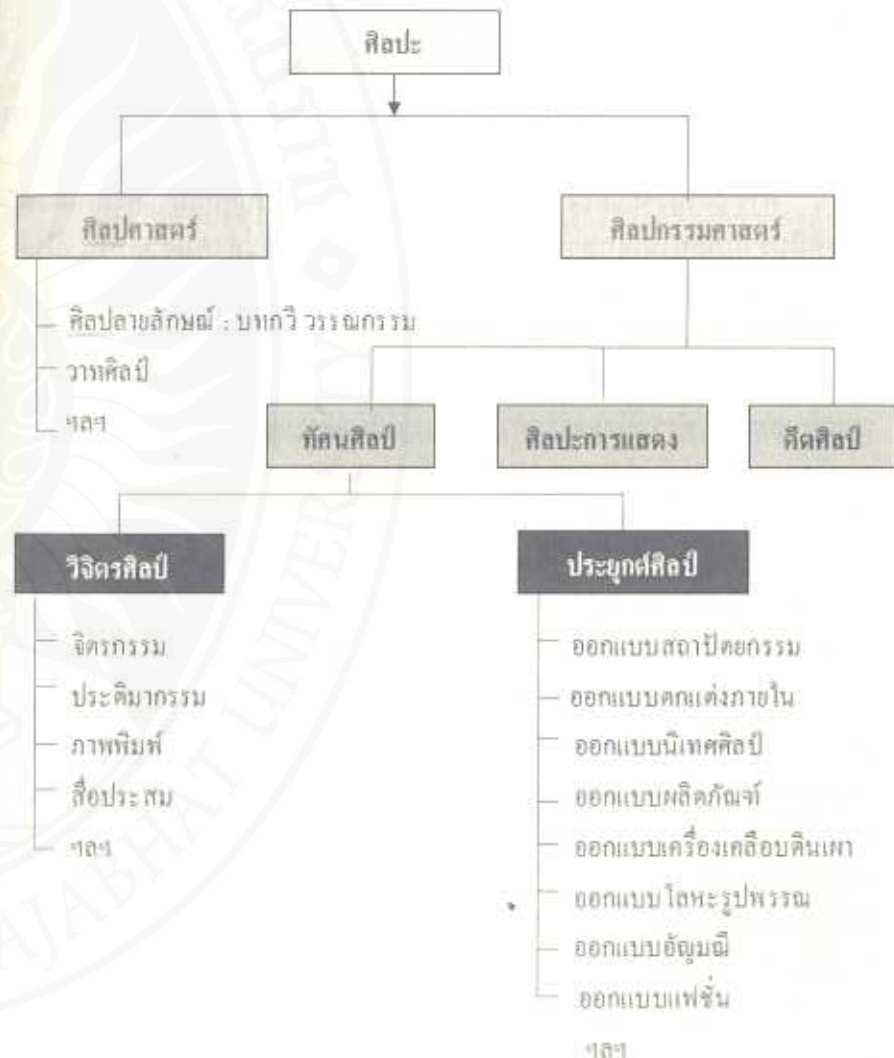 ศิลปะ
ศิลปศาสตร์
ศิลปกรรมศาสตร์
ศิลปลายลักษณ์ : บทกวี วรรณกรรม
วาทศิลป์
ฯลฯ
ทัศนศิลป์
ศิลปะการแสดง
คีตศิลป์
วิจิตรศิลป์
ประยุกต์ศิลป์
จิตรกรรม
ประติมากรรม
ภาพพิมพ์
สื่อประสม
ฯลฯ
ออกแบบสถาปัตยกรรม
ออกแบบตกแต่งภายใน
ออกแบบนิเทศศิลป์
ออกแบบผลิตภัณฑ์
ออกแบบเครื่องเคลือบดินเผา
ออกแบบโลหะรูปพรรณ
ออกแบบอัญมณี
ออกแบบแฟชั่น
ฯลฯ
RAJABHAT UNIVERSITY